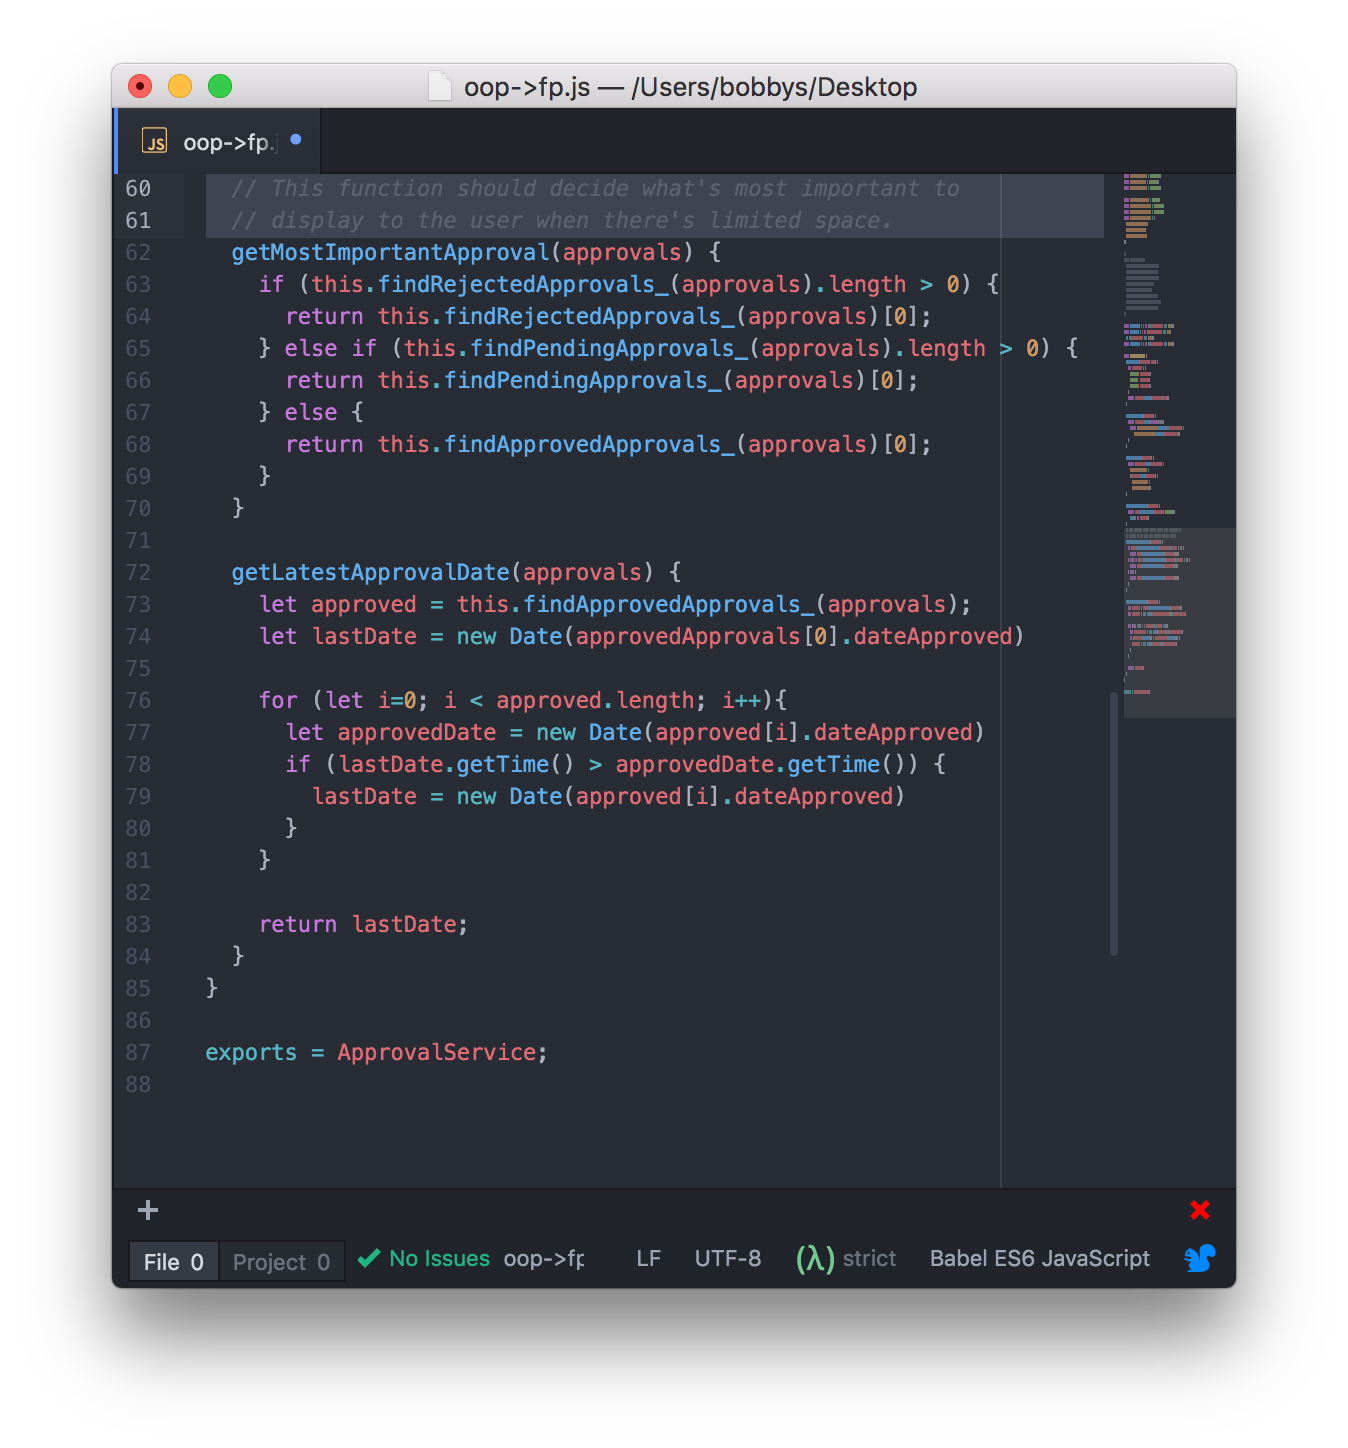 oop->fp.js — /Users/bobbys/Desktop
JS oop->fp.j
60 // This function should decide what's most important to
61 // display to the user when there's limited space.
62 getMostImportantApproval(approvals) {
63 if (this.findRejectedApprovals_(approvals).length > 0) {
64 return this.findRejectedApprovals_(approvals)[0];
65 } else if (this.findPendingApprovals_(approvals).length > 0) {
66 return this.findPendingApprovals_(approvals)[0];
67 } else {
68 return this.findApprovedApprovals_(approvals)[0];
69 }
70 }
71
72 getLatestApprovalDate(approvals) {
73 let approved = this.findApprovedApprovals_(approvals);
74 let lastDate = new Date(approvedApprovals[0].dateApproved)
75
76 for (let i=0; i < approved.length; i++){
77 let approvedDate = new Date(approved[i].dateApproved)
78 if (lastDate.getTime() > approvedDate.getTime()) {
79 lastDate = new Date(approved[i].dateApproved)
80 }
81 }
82
83 return lastDate;
84 }
85 }
86
87 exports = ApprovalService;
88
File 0 Project 0 No Issues oop->fp LF UTF-8 (λ) strict Babel ES6 JavaScript